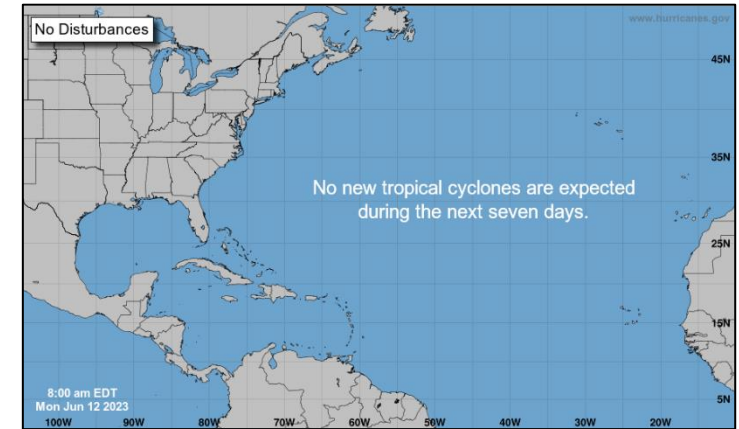 No Disturbances
www.hurricanes.gov
45N
35N
No new tropical cyclones are expected
during the next seven days.
25N
15N
8:00 am EDT
Mon Jun 12 2023
5N
100W 90W 80W 70W 60W 50W 40W 30W 20W